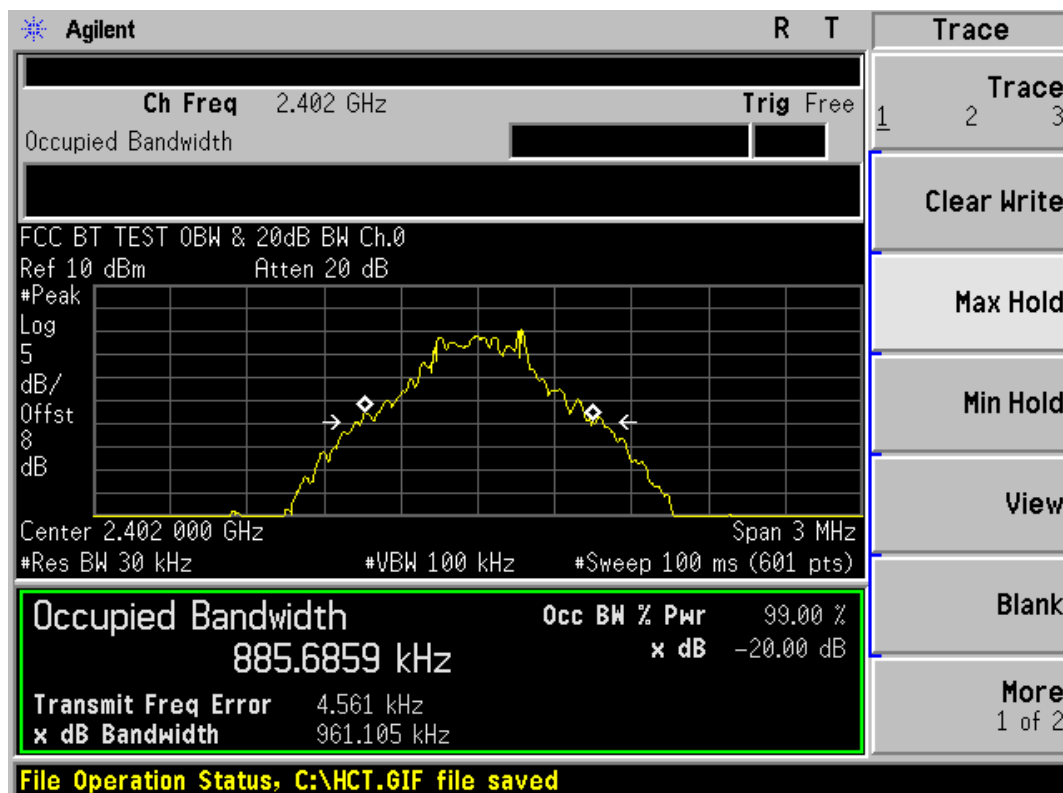 Agilent R T Trace
Ch Freq 2.402 GHz Trig Free
Occupied Bandwidth
FCC BT TEST OBW & 20dB BW Ch.0
Ref 10 dBm Atten 20 dB
#Peak
Log
5
dB/
Offst
8
dB
Center 2.402 000 GHz Span 3 MHz
#Res BW 30 kHz #VBW 100 kHz #Sweep 100 ms (601 pts)
Occupied Bandwidth
885.6859 kHz
Occ BW % Pwr 99.00 %
x dB -20.00 dB
Transmit Freq Error 4.561 kHz
x dB Bandwidth 961.105 kHz
File Operation Status, C:\HCT.GIF file saved
Trace
1 2 3
Clear Write
Max Hold
Min Hold
View
Blank
More
1 of 2